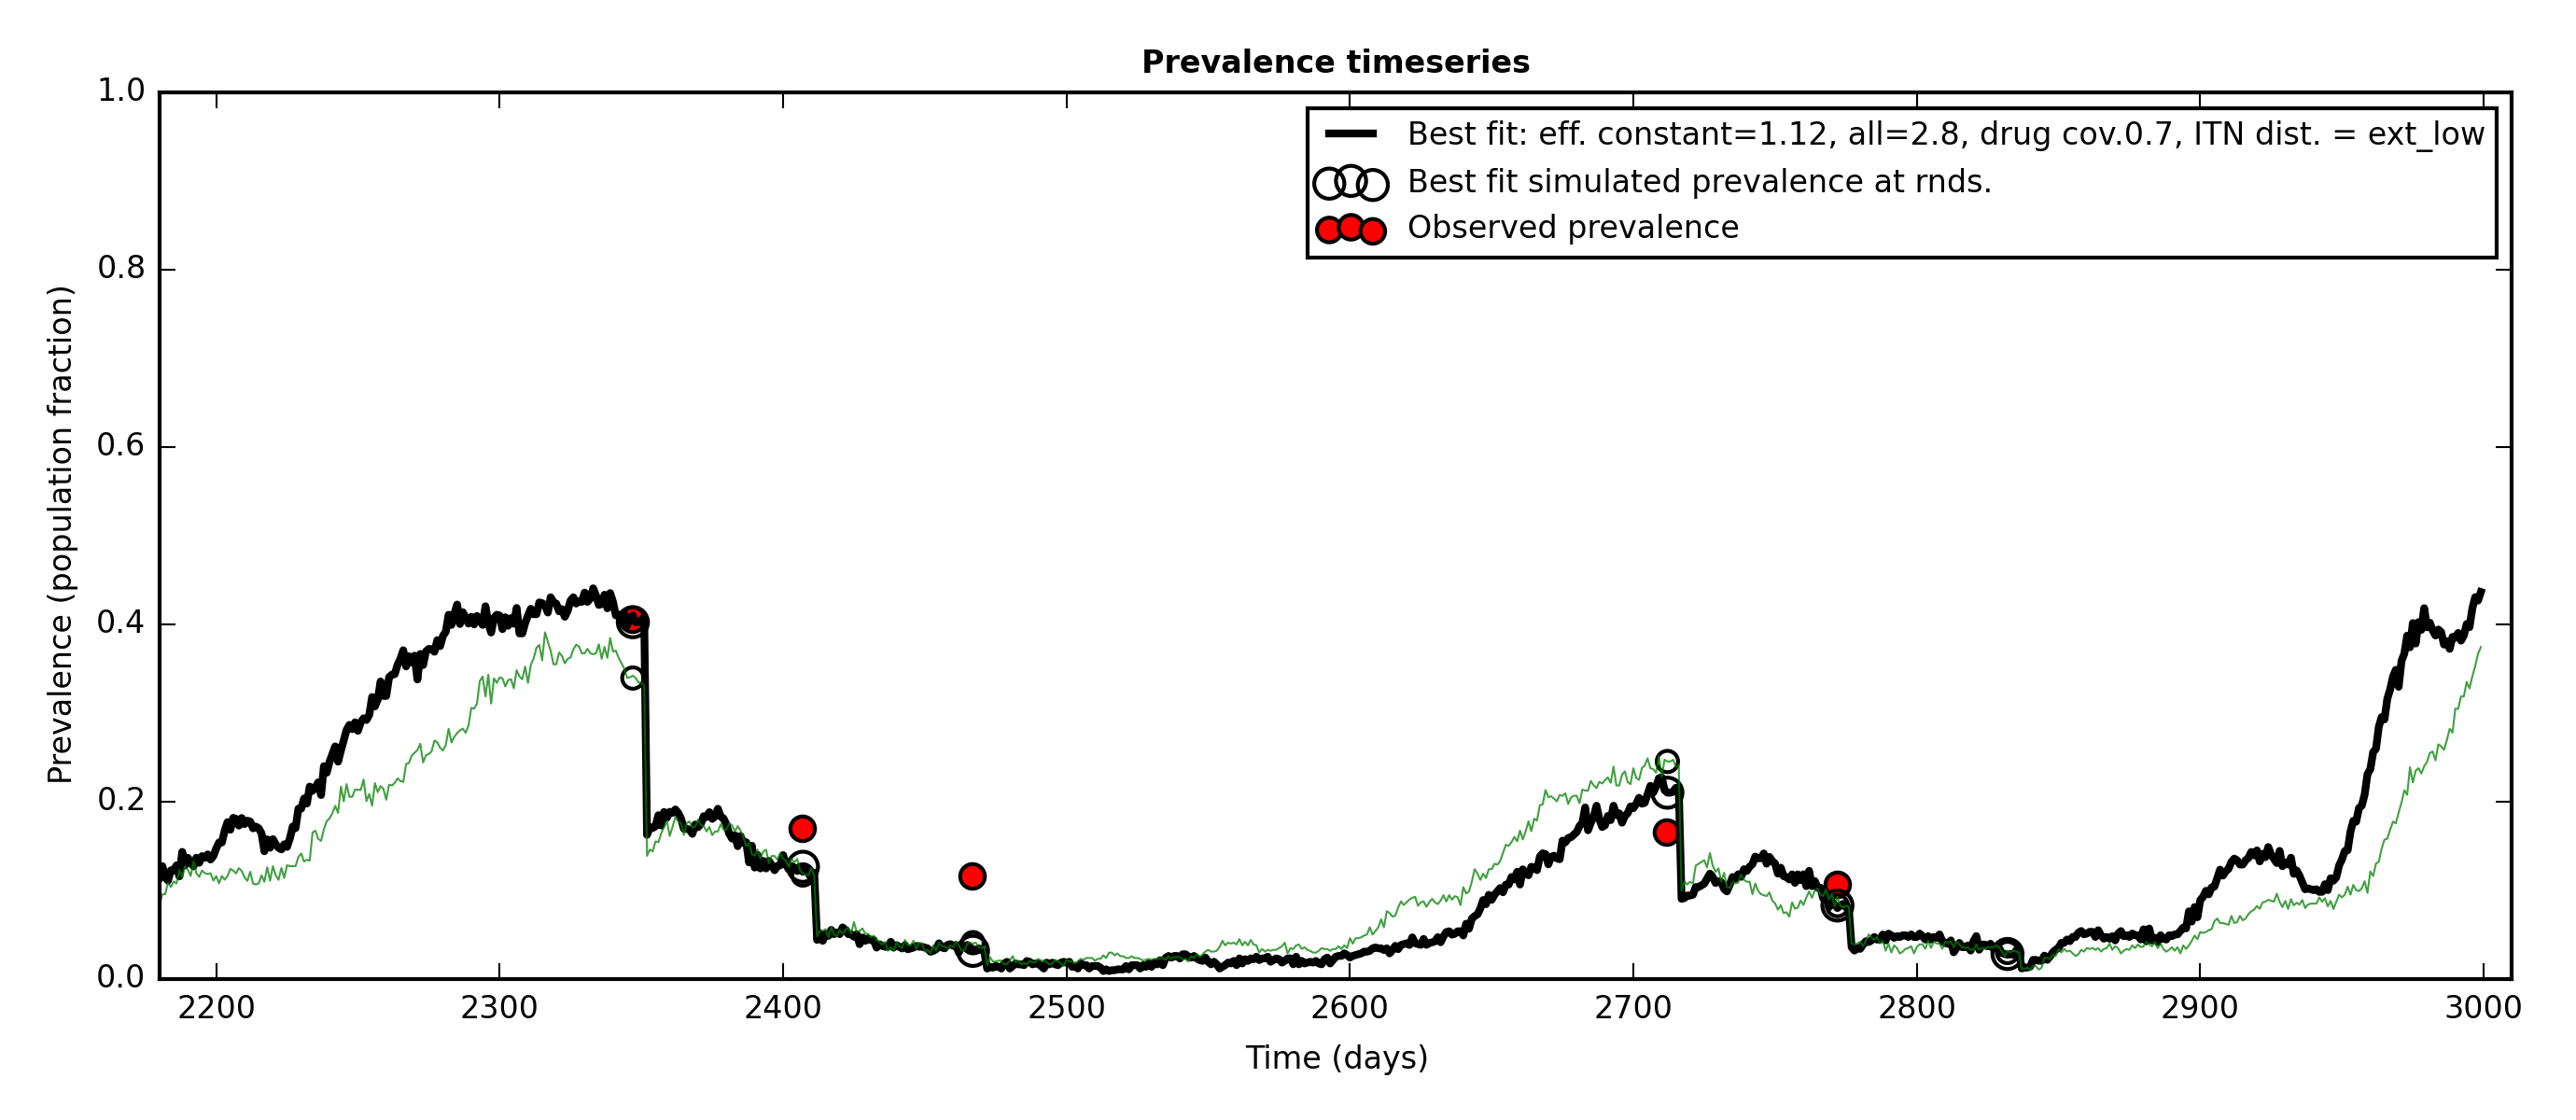 Prevalence timeseries
1.0
0.8
0.6
0.4
0.2
0.0
Prevalence (population fraction)
Best fit: eff. constant=1.12, all=2.8, drug cov.0.7, ITN dist. = ext_low
Best fit simulated prevalence at rnds.
Observed prevalence
2200 2300 2400 2500 2600 2700 2800 2900 3000
Time (days)